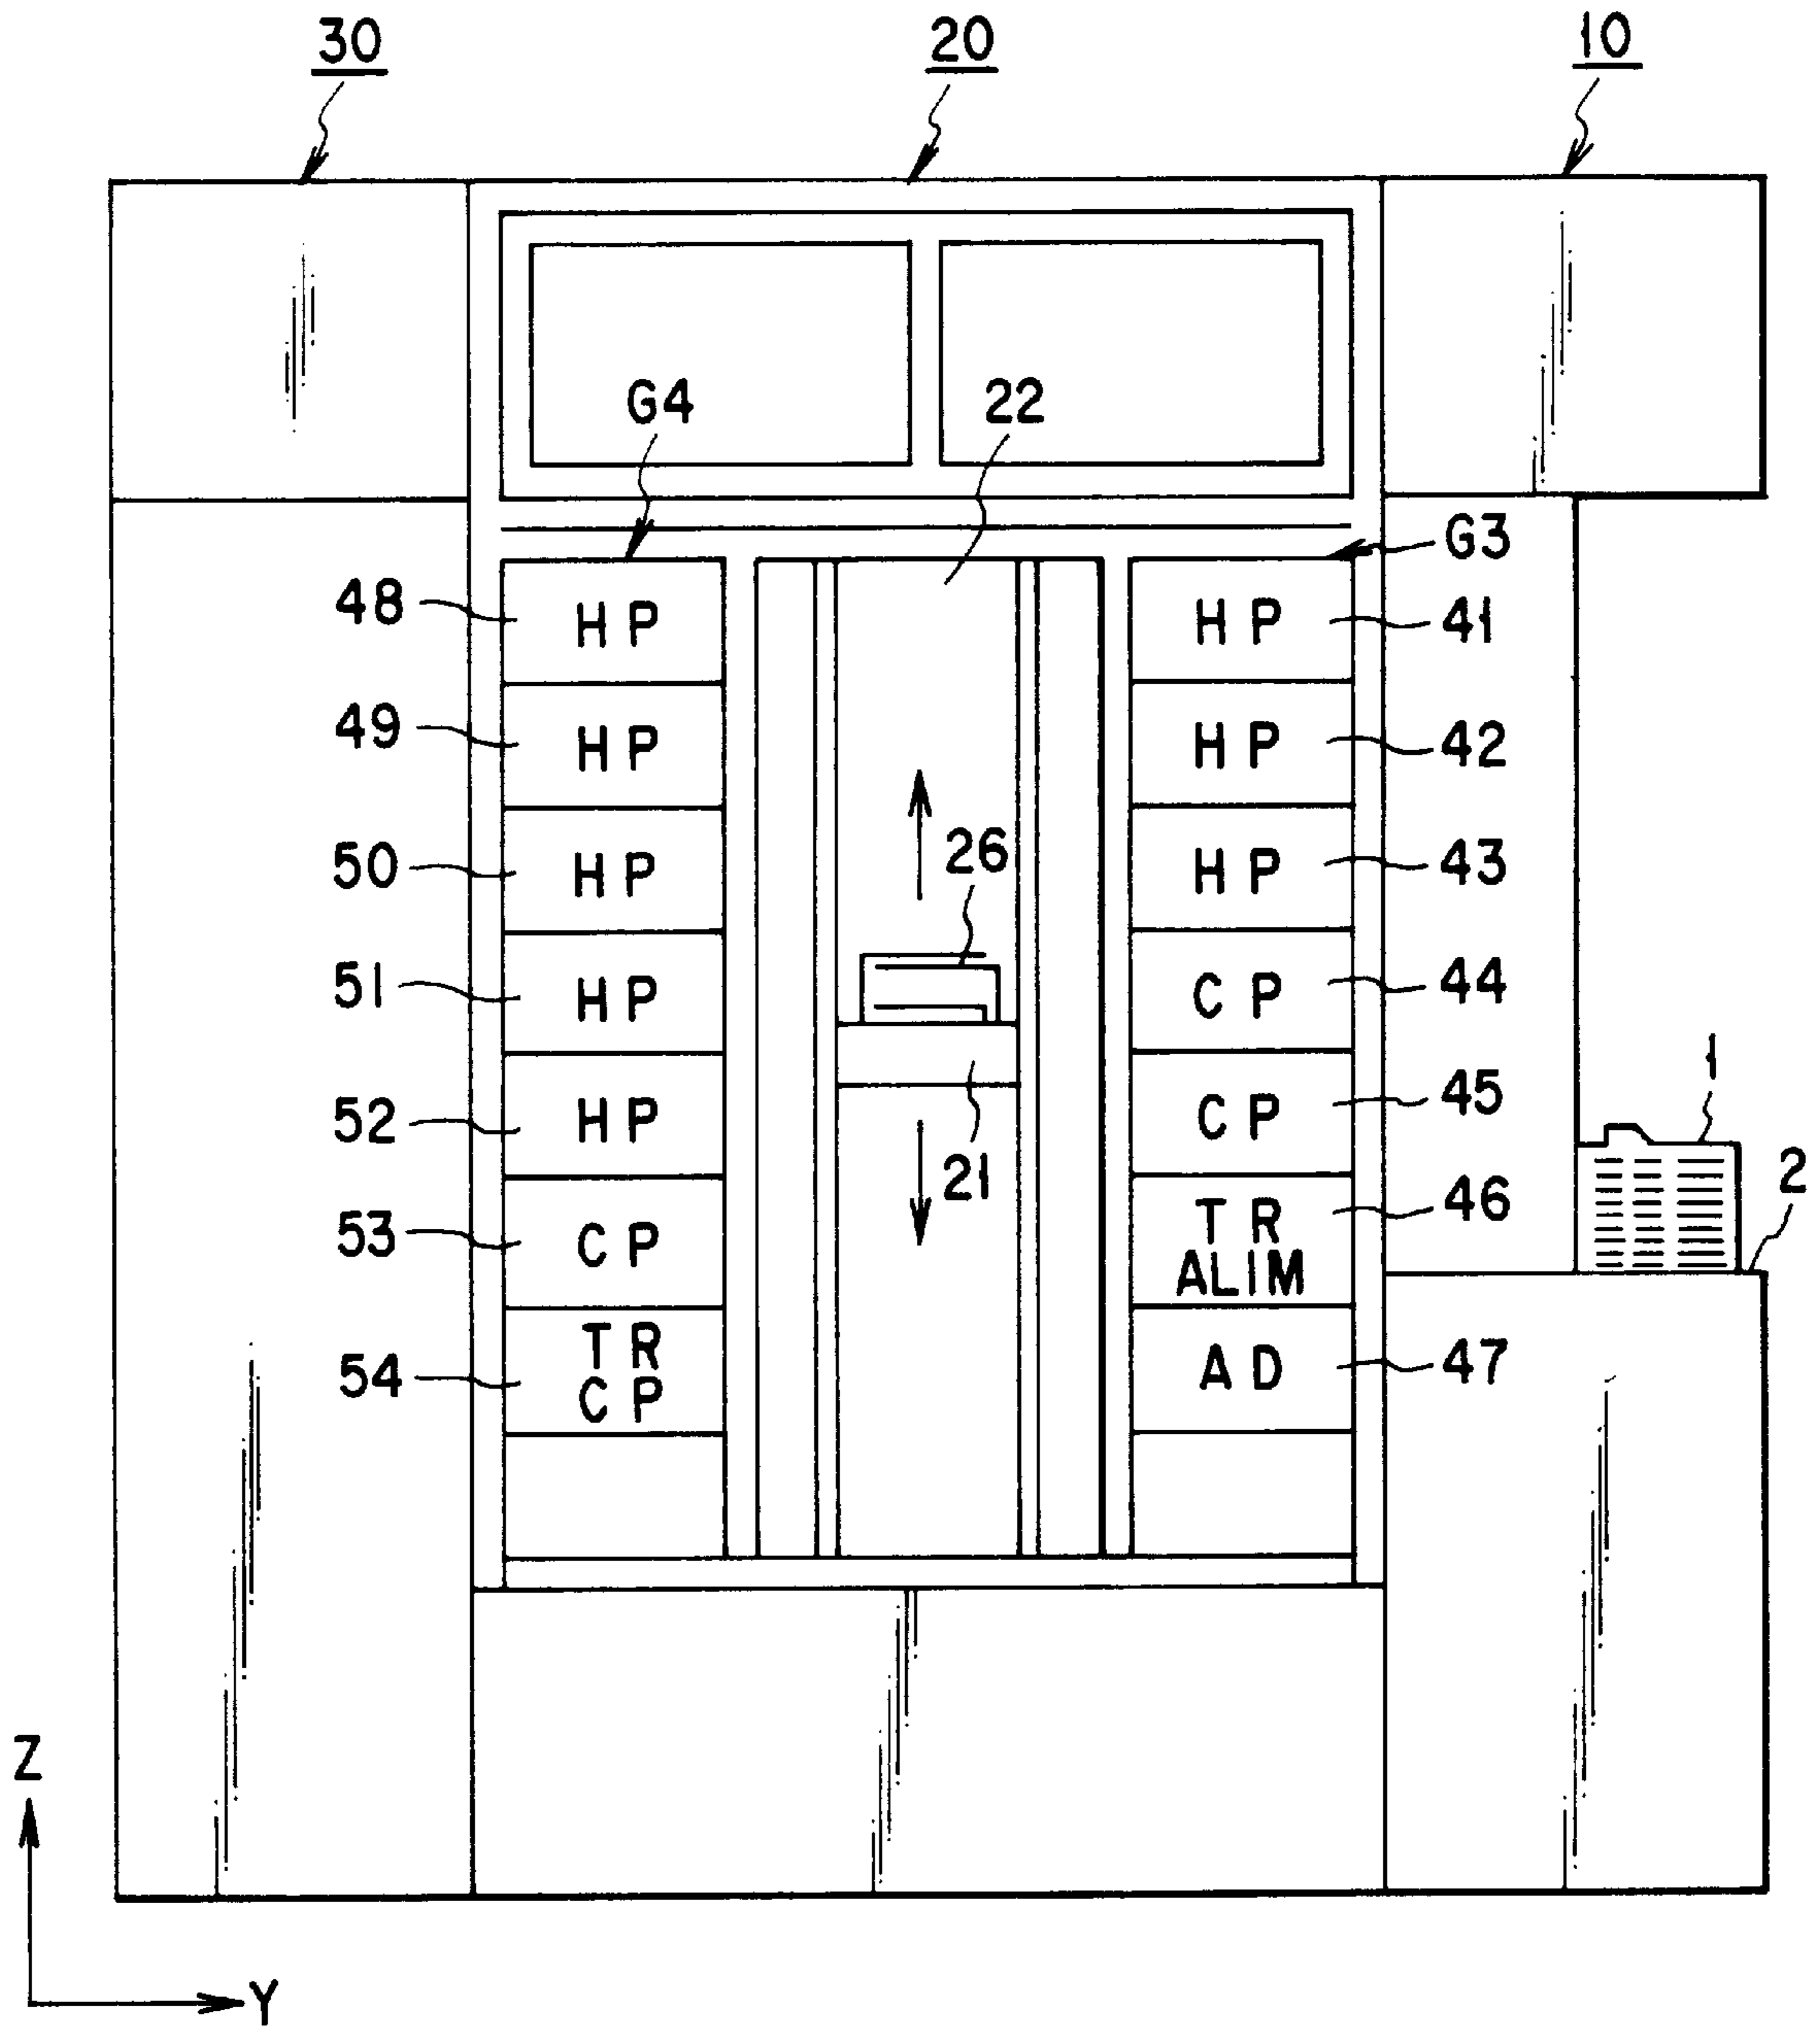 30 20 10
G4 22
G3
48 HP HP 41
49 HP HP 42
50 HP 26 HP 43
51 HP CP 44
52 HP CP 45
1
21 2
53 CP TR 46
ALIM
54 TR AD 47
CP
Z
Y